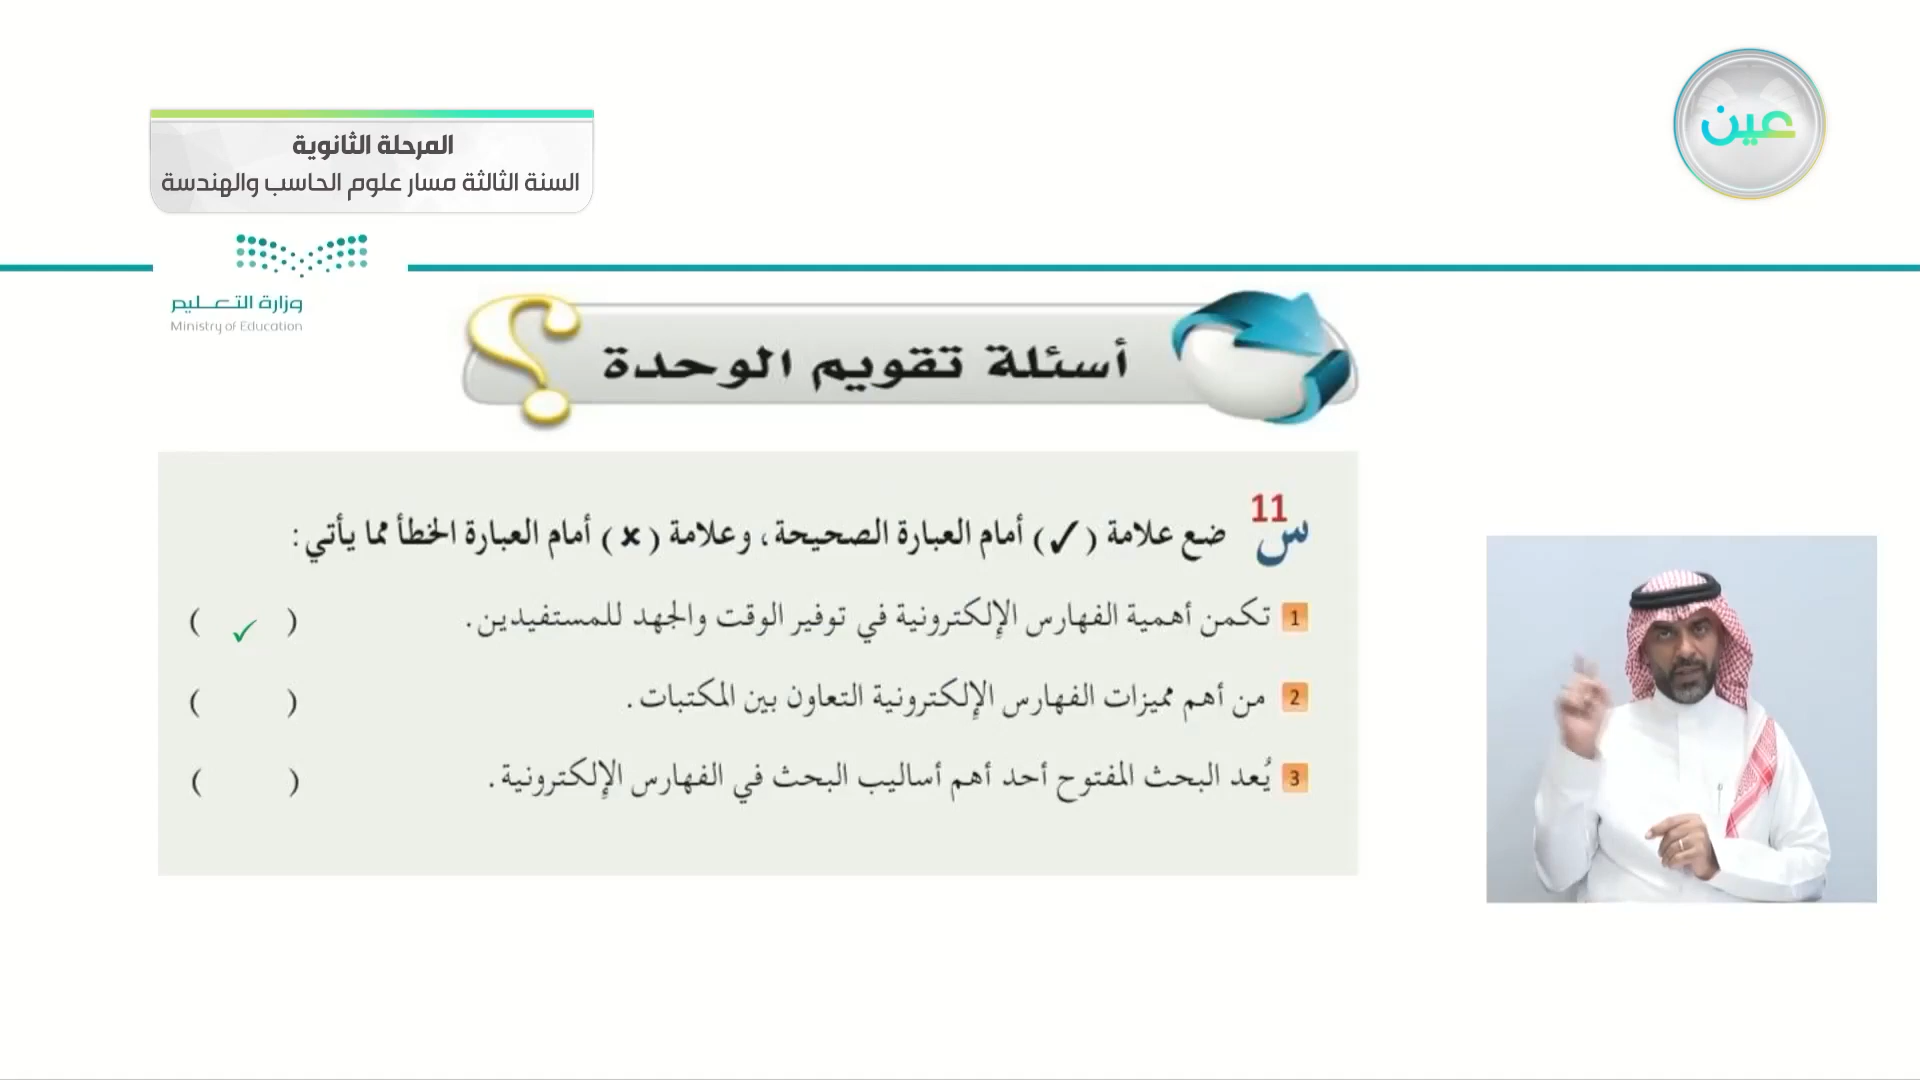 عين
المرحلة الثانوية
السنة الثالثة مسار علوم الحاسب والهندسة
وزارة التعليم
Ministry of Education
أسئلة تقويم الوحدة
س 11 ضع علامة (✓) أمام العبارة الصحيحة، وعلامة (✗) أمام العبارة الخطأ مما يأتي:
1 تكمن أهمية الفهارس الإلكترونية في توفير الوقت والجهد للمستفيدين. ( ✓ )
2 من أهم مميزات الفهارس الإلكترونية التعاون بين المكتبات. ( )
3 يُعد البحث المفتوح أحد أهم أساليب البحث في الفهارس الإلكترونية. ( )